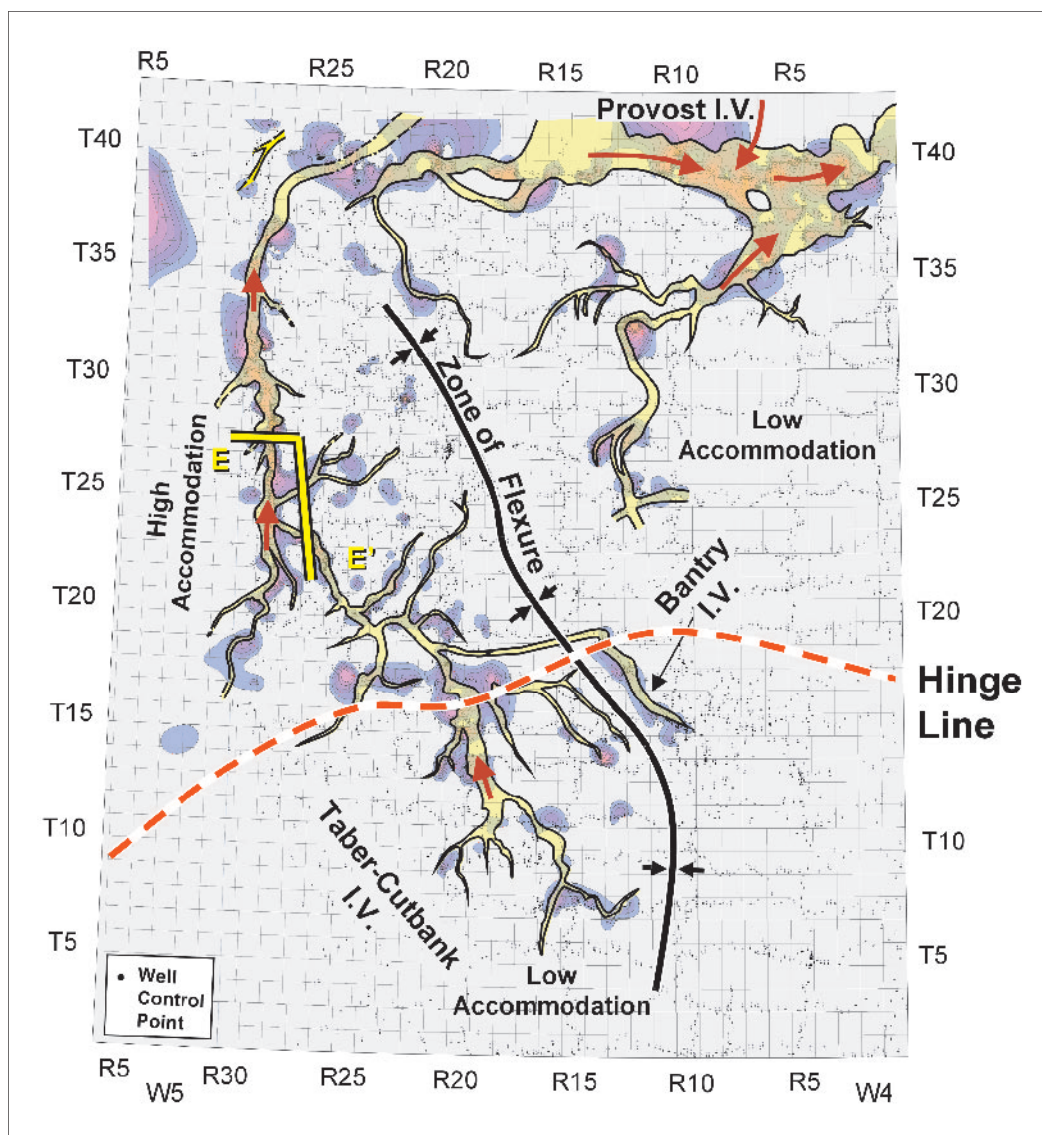 R5
R25
R20
R15
R10
R5
Provost I.V.
T40
T40
T35
T35
T30
T30
Zone of Flexure
Low
Accommodation
High
Accommodation
E
T25
T25
E'
Bantry
I.V.
T20
T20
Hinge
Line
T15
T10
T10
Taber-Cutbank
I.V.
T5
T5
Low
Accommodation
• Well
Control
Point
R5
W5
R30
R25
R20
R15
R10
R5
W4